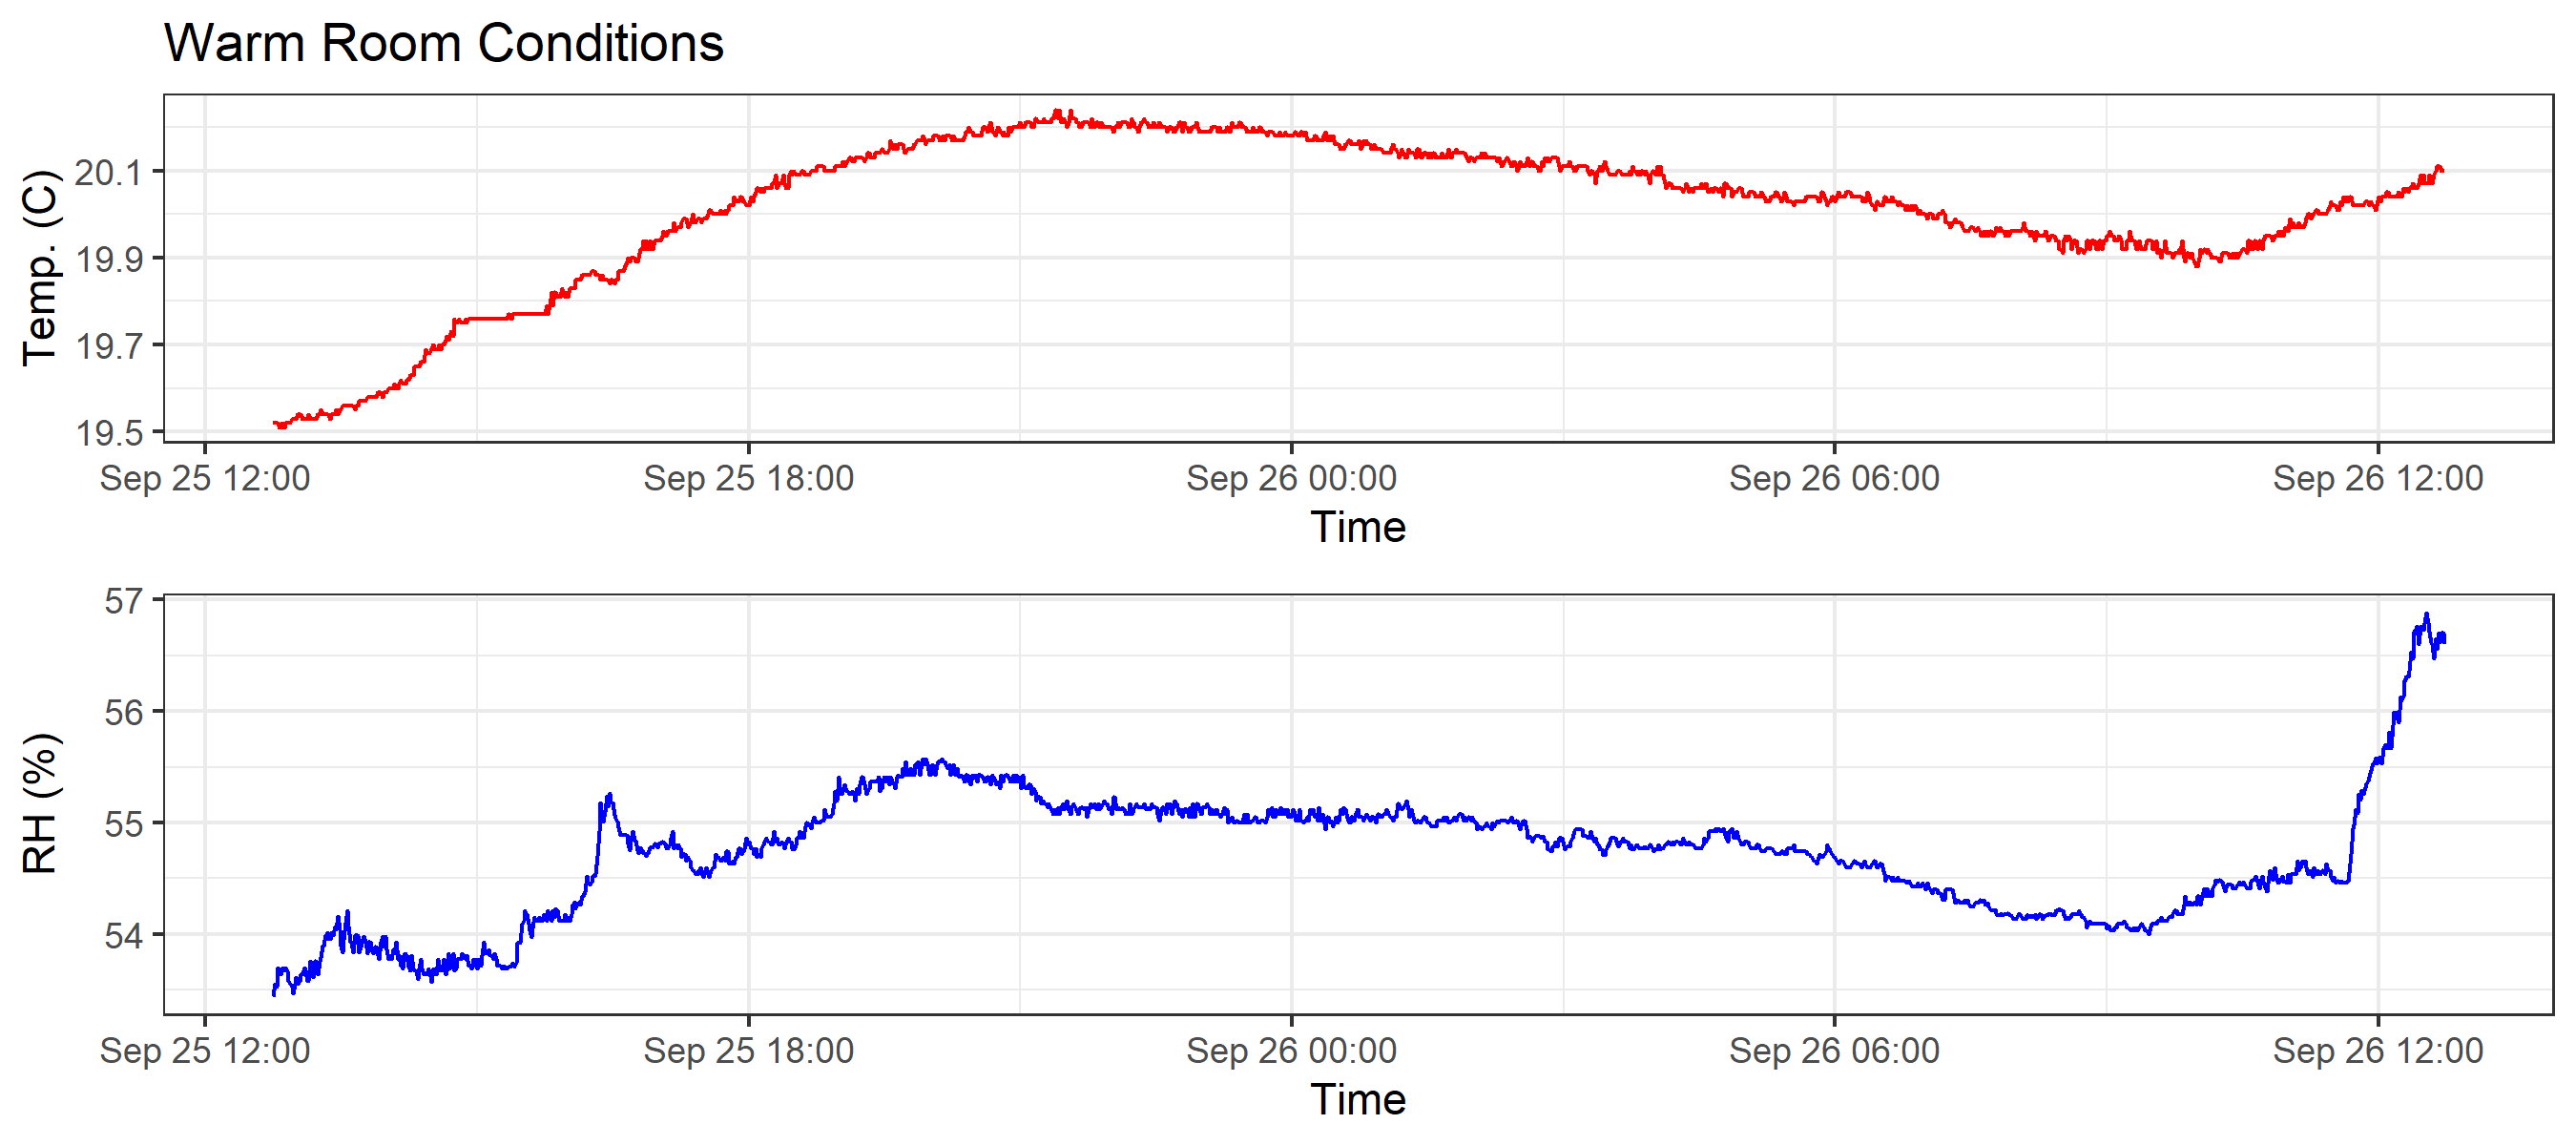 Warm Room Conditions
Temp. (C)
20.1
19.9
19.7
19.5
Sep 25 12:00 Sep 25 18:00 Sep 26 00:00 Sep 26 06:00 Sep 26 12:00
Time
RH (%)
57
56
55
54
Sep 25 12:00 Sep 25 18:00 Sep 26 00:00 Sep 26 06:00 Sep 26 12:00
Time